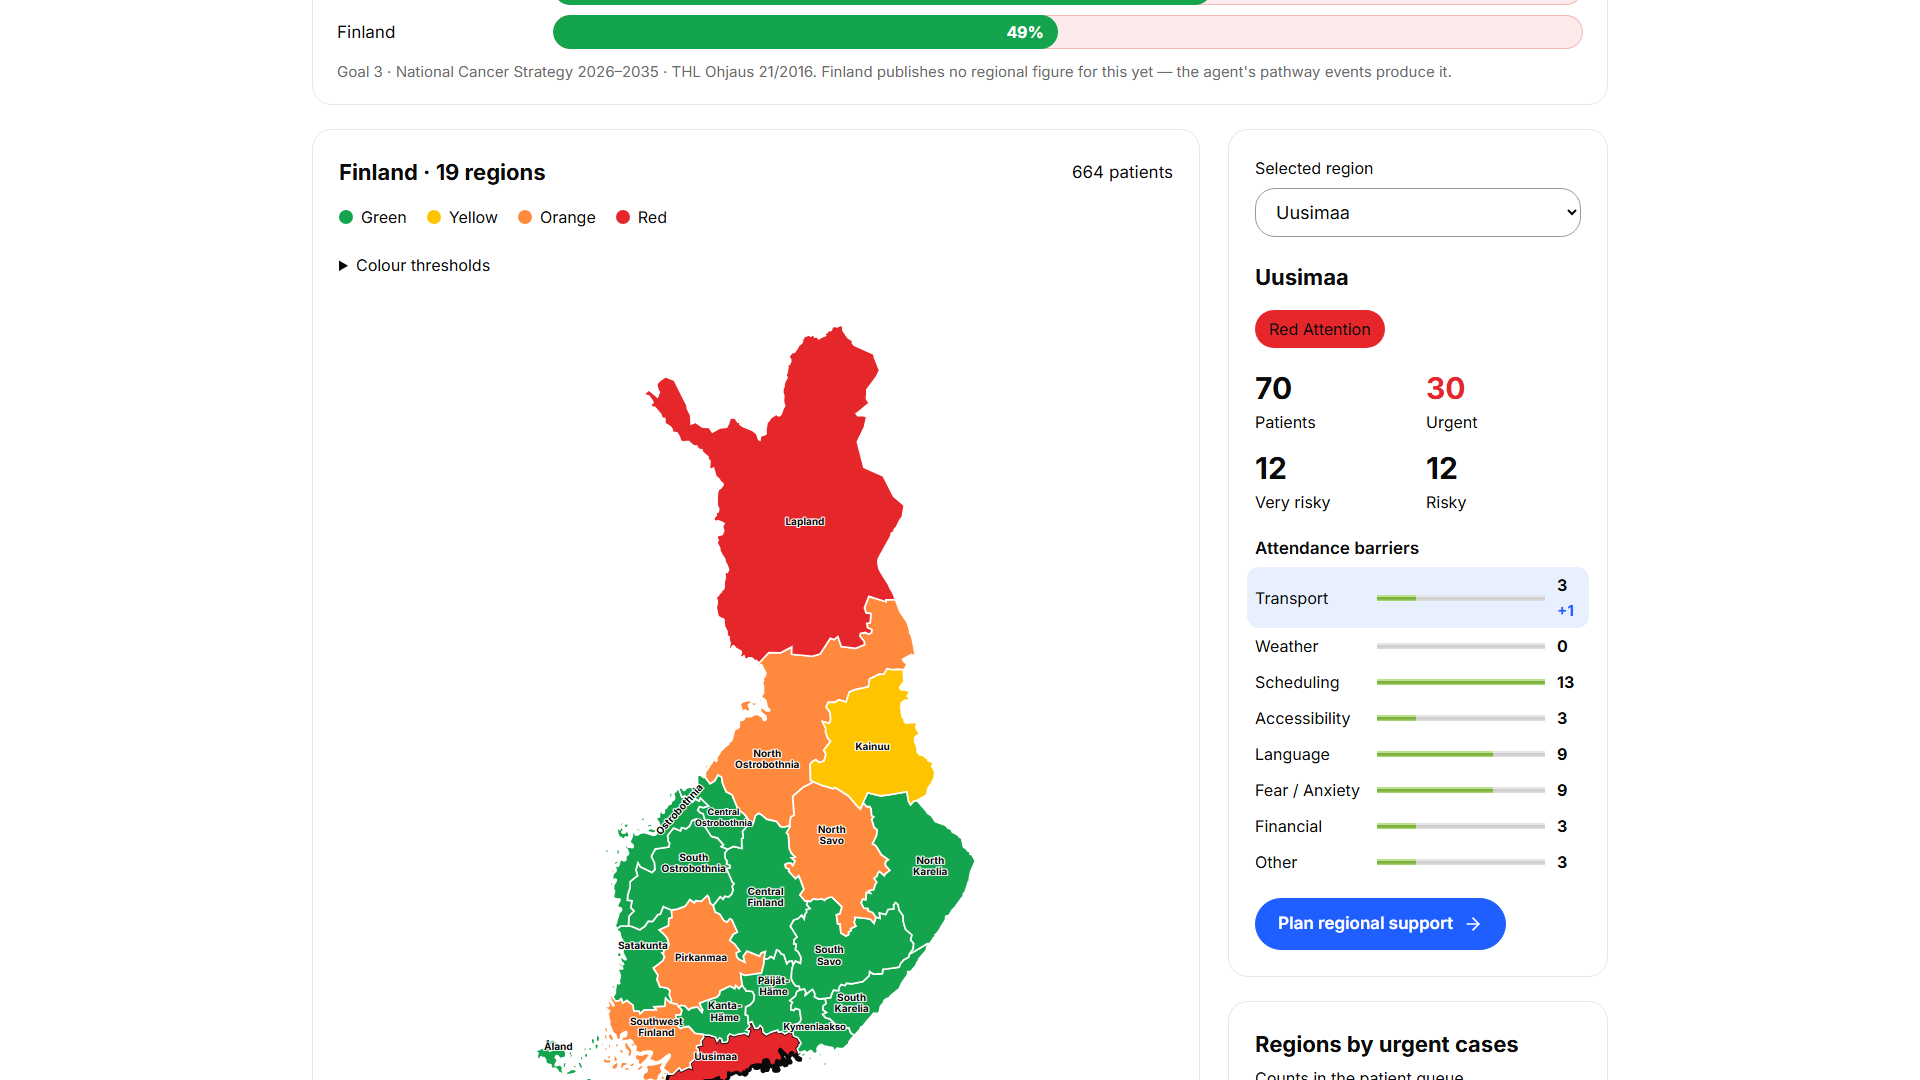 Finland
49%
Goal 3 · National Cancer Strategy 2026–2035 · THL Ohjaus 21/2016. Finland publishes no regional figure for this yet — the agent's pathway events produce it.
Finland · 19 regions
664 patients
Green
Yellow
Orange
Red
Colour thresholds
Lapland
North
Ostrobothnia
Kainuu
Ostrobothnia
Central
Ostrobothnia
North
Savo
South
Ostrobothnia
North
Karelia
Central
Finland
Satakunta
Pirkanmaa
South
Savo
Päijät-
Häme
Kanta-
Häme
South
Karelia
Southwest
Finland
Kymenlaakso
Åland
Uusimaa
Selected region
Uusimaa
Uusimaa
Red Attention
70
Patients
30
Urgent
12
Very risky
12
Risky
Attendance barriers
Transport
3
+1
Weather
0
Scheduling
13
Accessibility
3
Language
9
Fear / Anxiety
9
Financial
3
Other
3
Plan regional support →
Regions by urgent cases
Counts in the patient queue